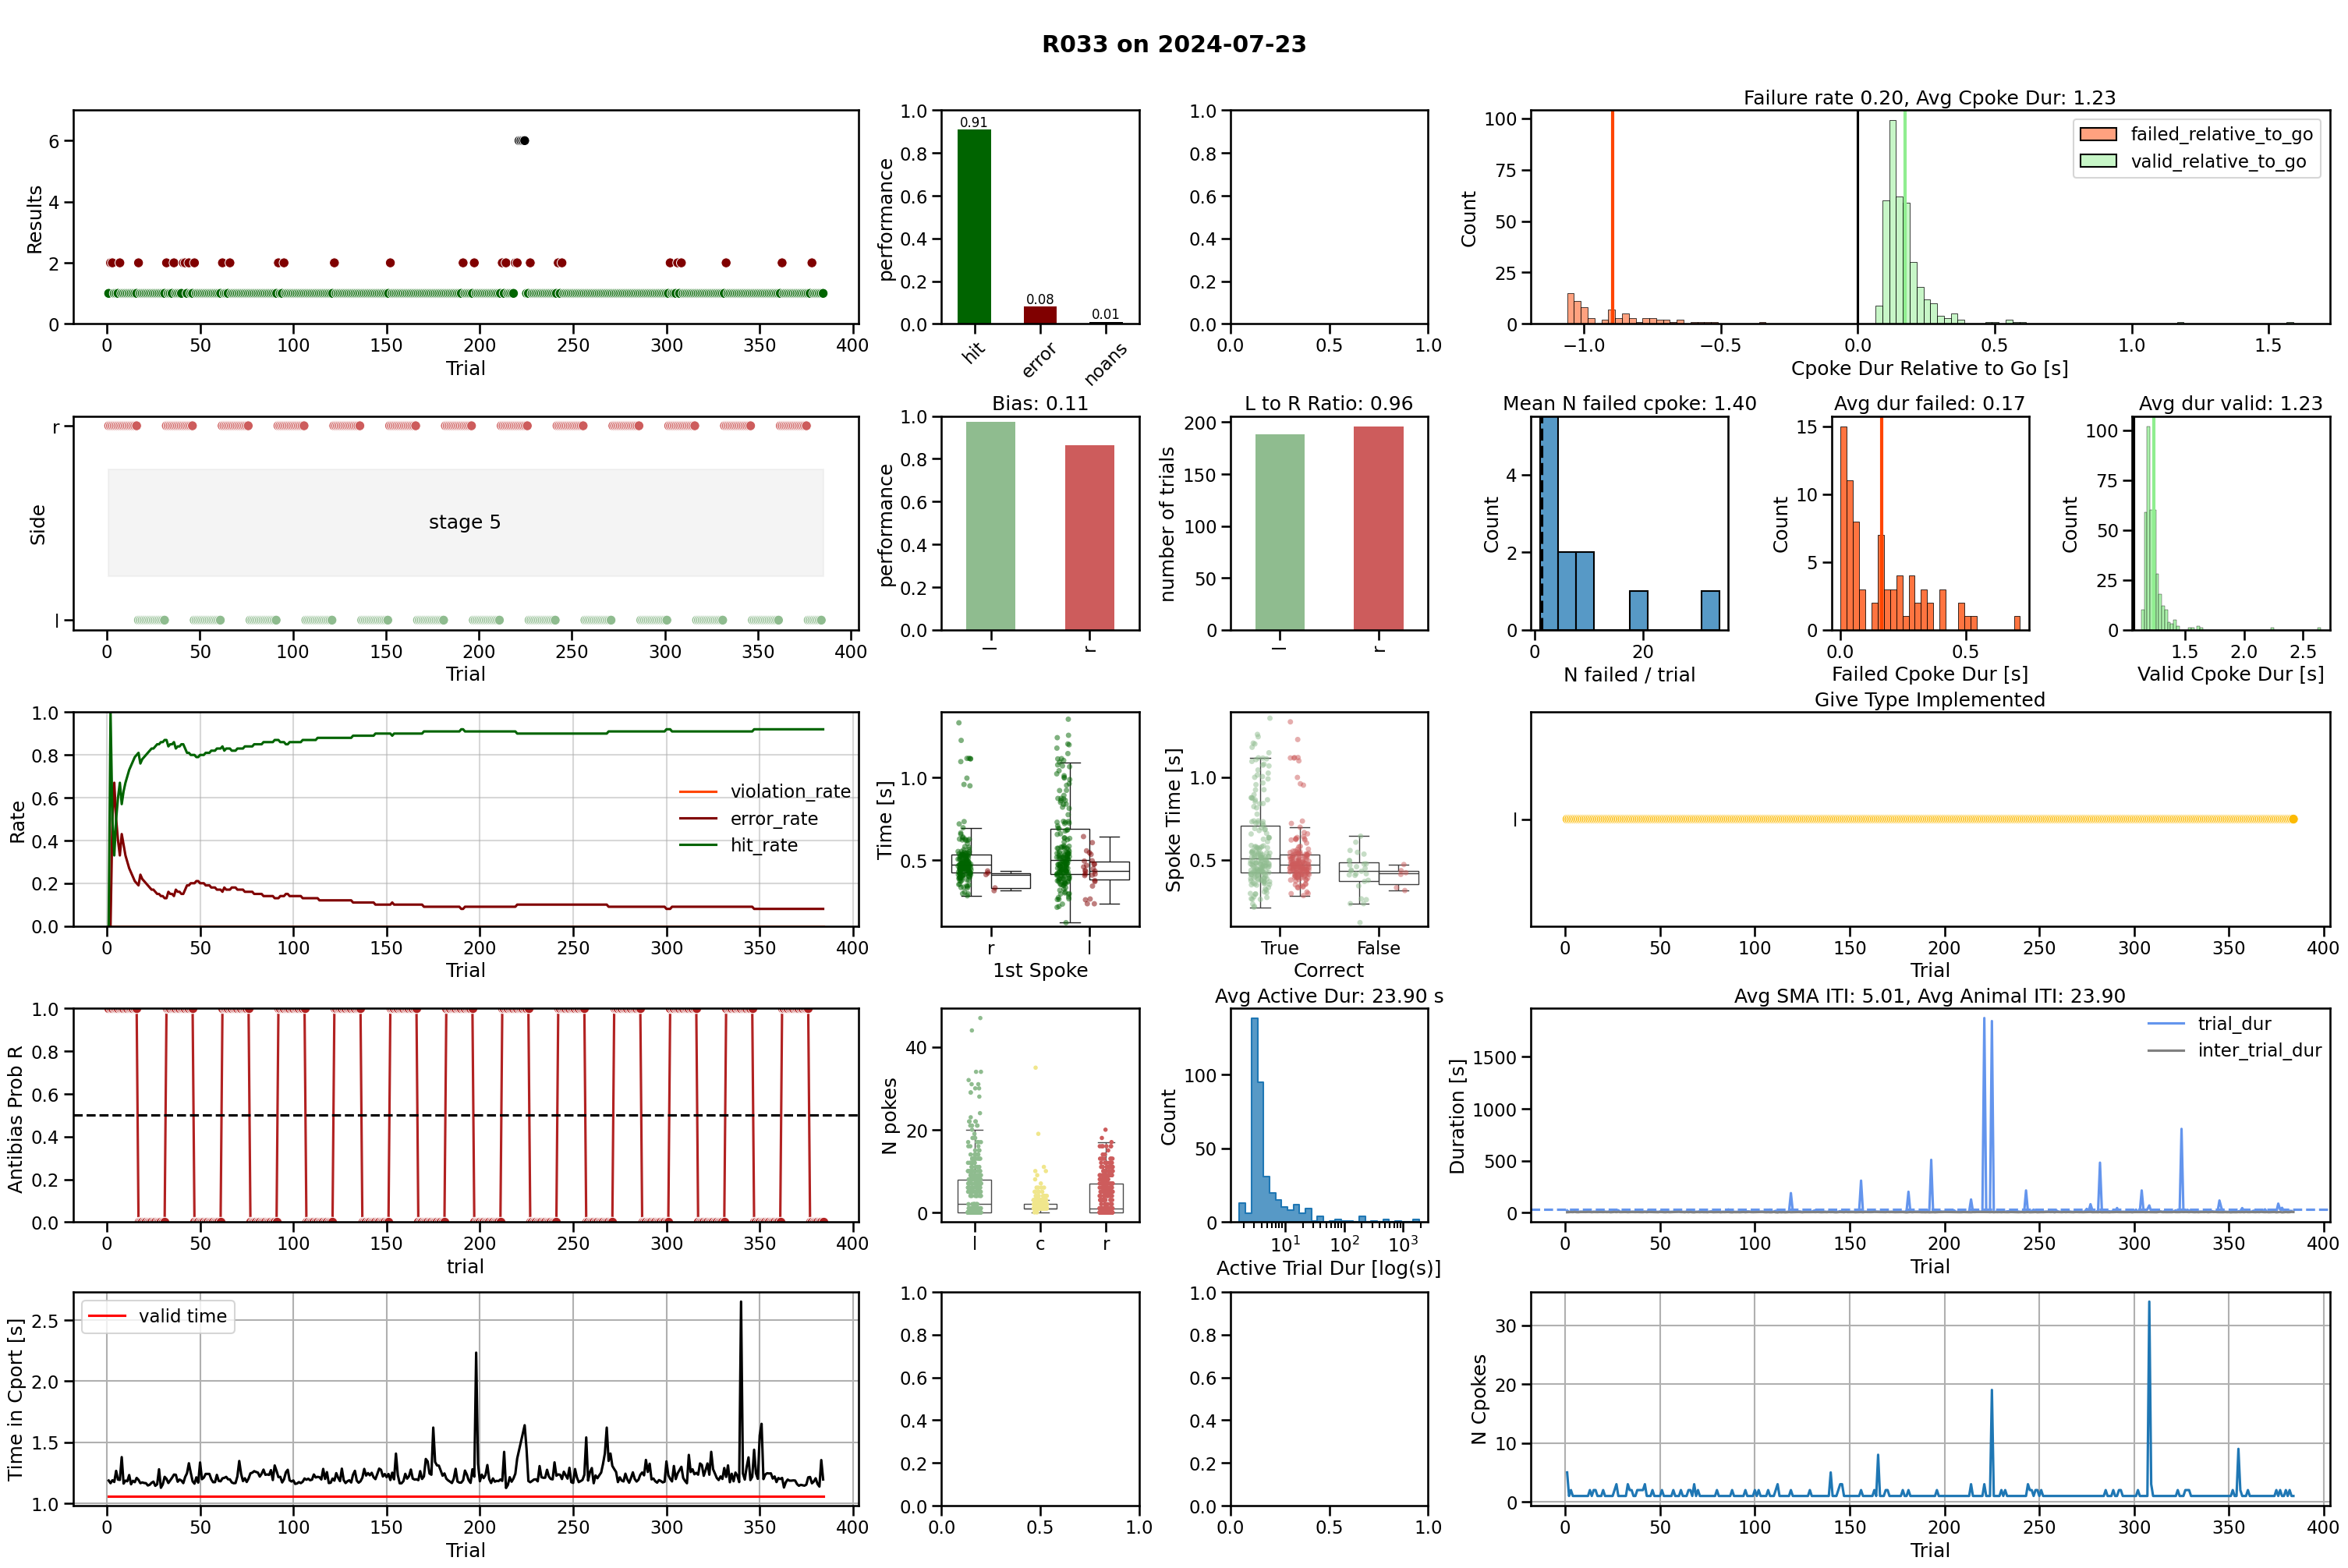 R033 on 2024-07-23
Results
0
2
4
6
0 50 100 150 200 250 300 350 400
Trial
performance
0.0
0.2
0.4
0.6
0.8
1.0
0.91
0.08
0.01
hit
error
noans
0.0
0.2
0.4
0.6
0.8
1.0
0.0 0.5 1.0
Failure rate 0.20, Avg Cpoke Dur: 1.23
failed_relative_to_go
valid_relative_to_go
Count
0
25
50
75
100
−1.0 −0.5 0.0 0.5 1.0 1.5
Cpoke Dur Relative to Go [s]
Side
r
l
stage 5
0 50 100 150 200 250 300 350 400
Trial
Bias: 0.11
performance
0.0
0.2
0.4
0.6
0.8
1.0
l
r
L to R Ratio: 0.96
number of trials
0
50
100
150
200
l
r
Mean N failed cpoke: 1.40
Count
0
2
4
0 20
N failed / trial
Avg dur failed: 0.17
Count
0
5
10
15
0.0 0.5
Failed Cpoke Dur [s]
Avg dur valid: 1.23
Count
0
25
50
75
100
1.5 2.0 2.5
Valid Cpoke Dur [s]
Rate
0.0
0.2
0.4
0.6
0.8
1.0
violation_rate
error_rate
hit_rate
0 50 100 150 200 250 300 350 400
Trial
Time [s]
0.5
1.0
r l
1st Spoke
Spoke Time [s]
0.5
1.0
True False
Correct
Give Type Implemented
l
0 50 100 150 200 250 300 350 400
Trial
Antibias Prob R
0.0
0.2
0.4
0.6
0.8
1.0
0 50 100 150 200 250 300 350 400
trial
N pokes
0
20
40
l c r
Avg Active Dur: 23.90 s
Count
0
50
100
10¹ 10² 10³
Active Trial Dur [log(s)]
Avg SMA ITI: 5.01, Avg Animal ITI: 23.90
trial_dur
inter_trial_dur
Duration [s]
0
500
1000
1500
0 50 100 150 200 250 300 350 400
Trial
Time in Cport [s]
1.0
1.5
2.0
2.5
valid time
0 50 100 150 200 250 300 350 400
Trial
0.0
0.2
0.4
0.6
0.8
1.0
0.0 0.5 1.0
0.0
0.2
0.4
0.6
0.8
1.0
0.0 0.5 1.0
N Cpokes
0
10
20
30
0 50 100 150 200 250 300 350 400
Trial